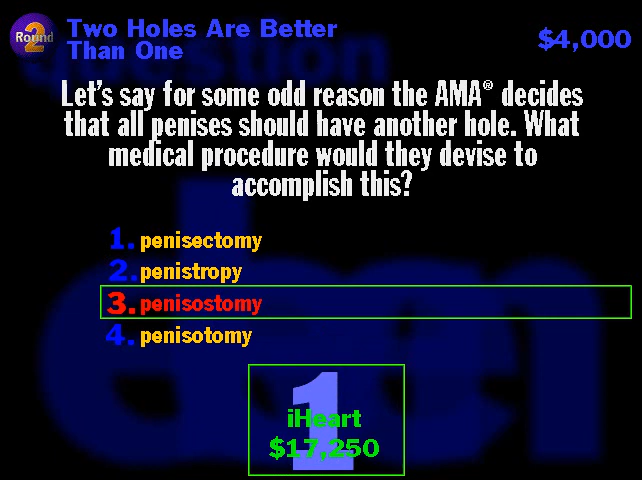 Round 2
Two Holes Are Better
Than One
$4,000
Let's say for some odd reason the AMA® decides
that all penises should have another hole. What
medical procedure would they devise to
accomplish this?
1. penisectomy
2. penistropy
3. penisostomy
4. penisotomy
1
iHeart
$17,250